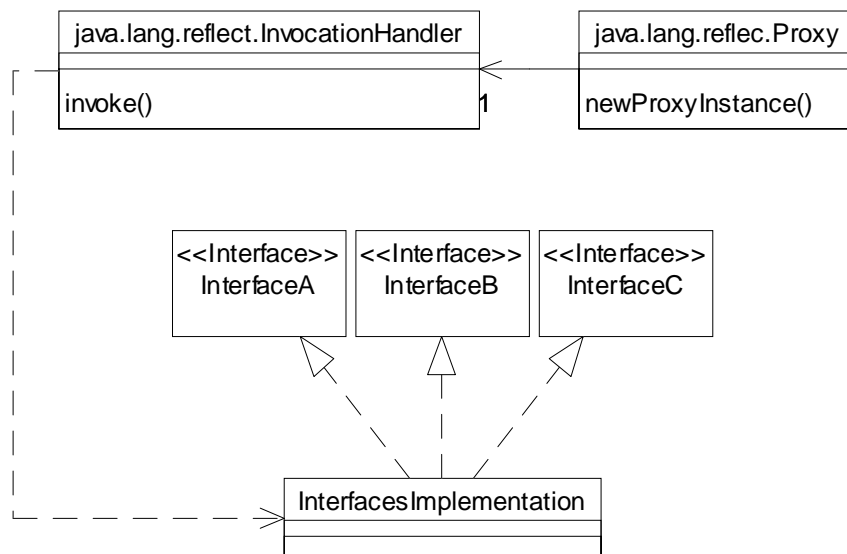 java.lang.reflect.InvocationHandler
invoke()
1
java.lang.reflec.Proxy
newProxyInstance()
<<Interface>>
InterfaceA
<<Interface>>
InterfaceB
<<Interface>>
InterfaceC
InterfacesImplementation